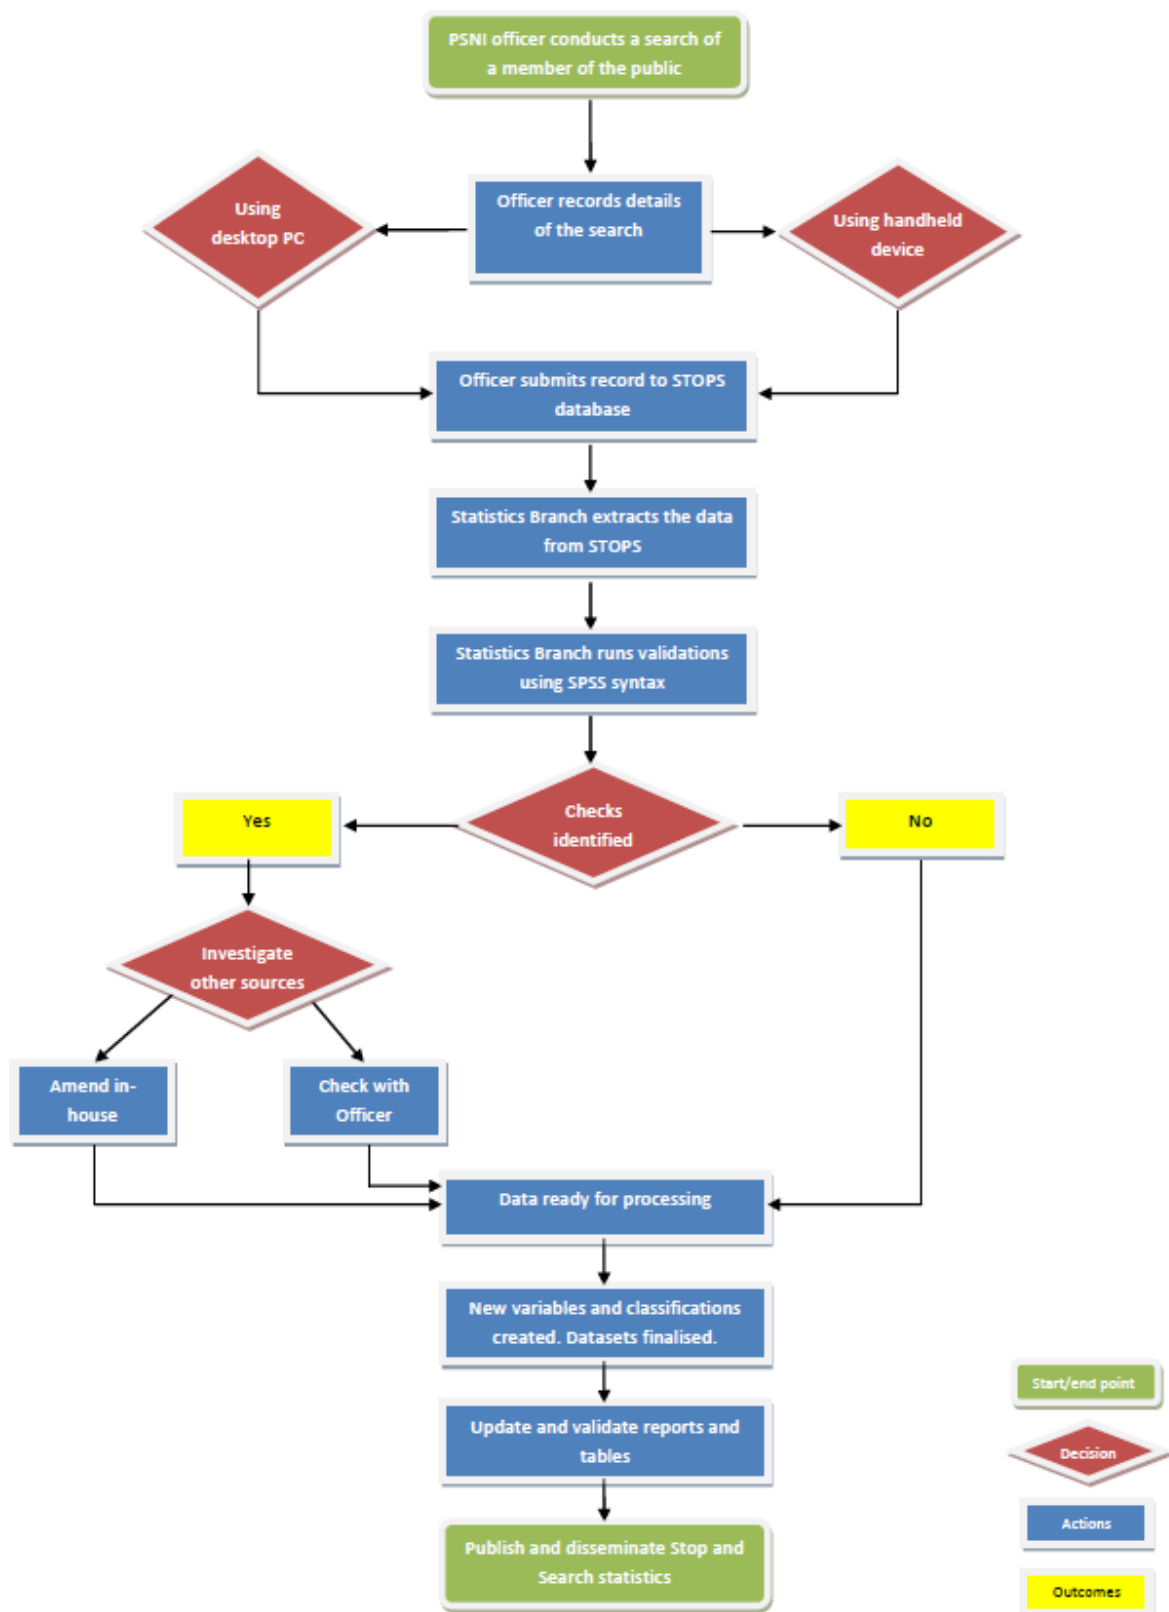 PSNI officer conducts a search of
a member of the public
Officer records details
of the search
Using
desktop PC
Using handheld
device
Officer submits record to STOPS
database
Statistics Branch extracts the data
from STOPS
Statistics Branch runs validations
using SPSS syntax
Checks
identified
Yes
No
Investigate
other sources
Amend in-
house
Check with
Officer
Data ready for processing
New variables and classifications
created. Datasets finalised.
Update and validate reports and
tables
Publish and disseminate Stop and
Search statistics
Start/end point
Decision
Actions
Outcomes